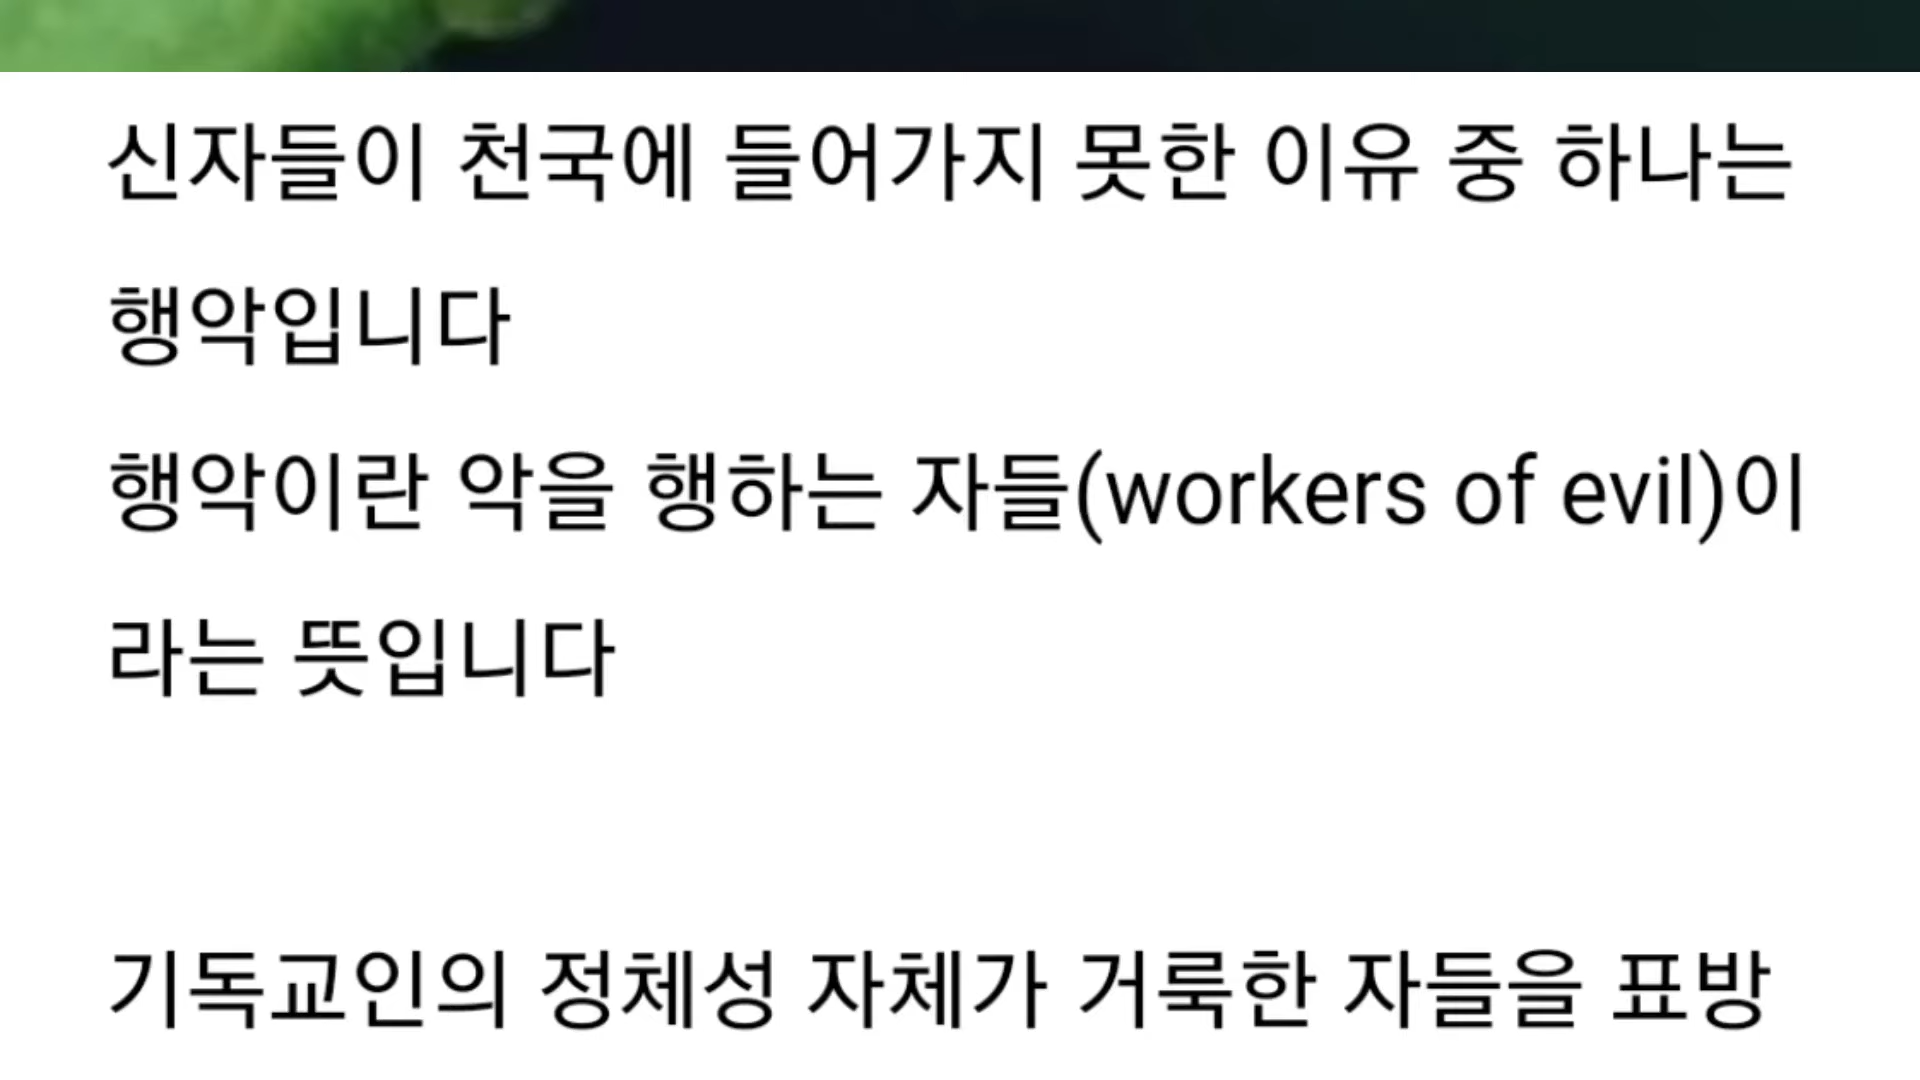 신자들이 천국에 들어가지 못한 이유 중 하나는
행악입니다
행악이란 악을 행하는 자들(workers of evil)이
라는 뜻입니다
기독교인의 정체성 자체가 거룩한 자들을 표방